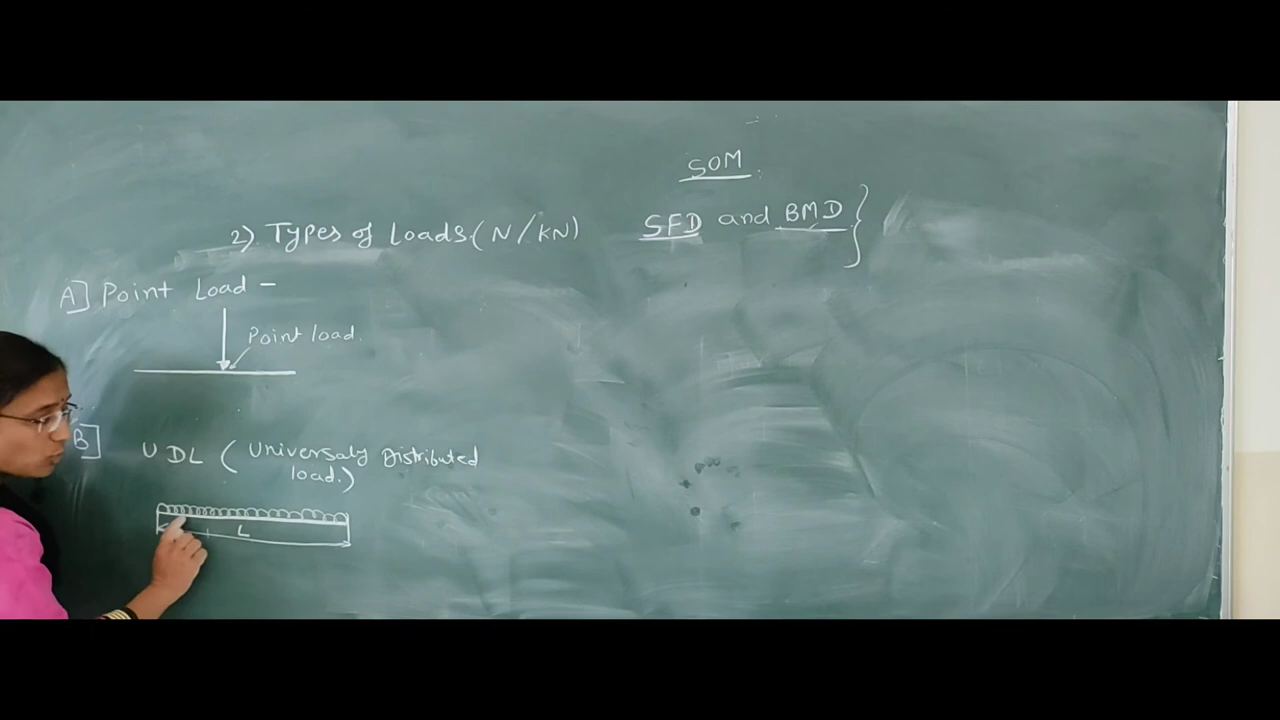 SOM
SFD and BMD
2) Types of Loads (N/KN)
A] Point Load -
Point load.
B] UDL ( Universaly Distributed
load.)
L